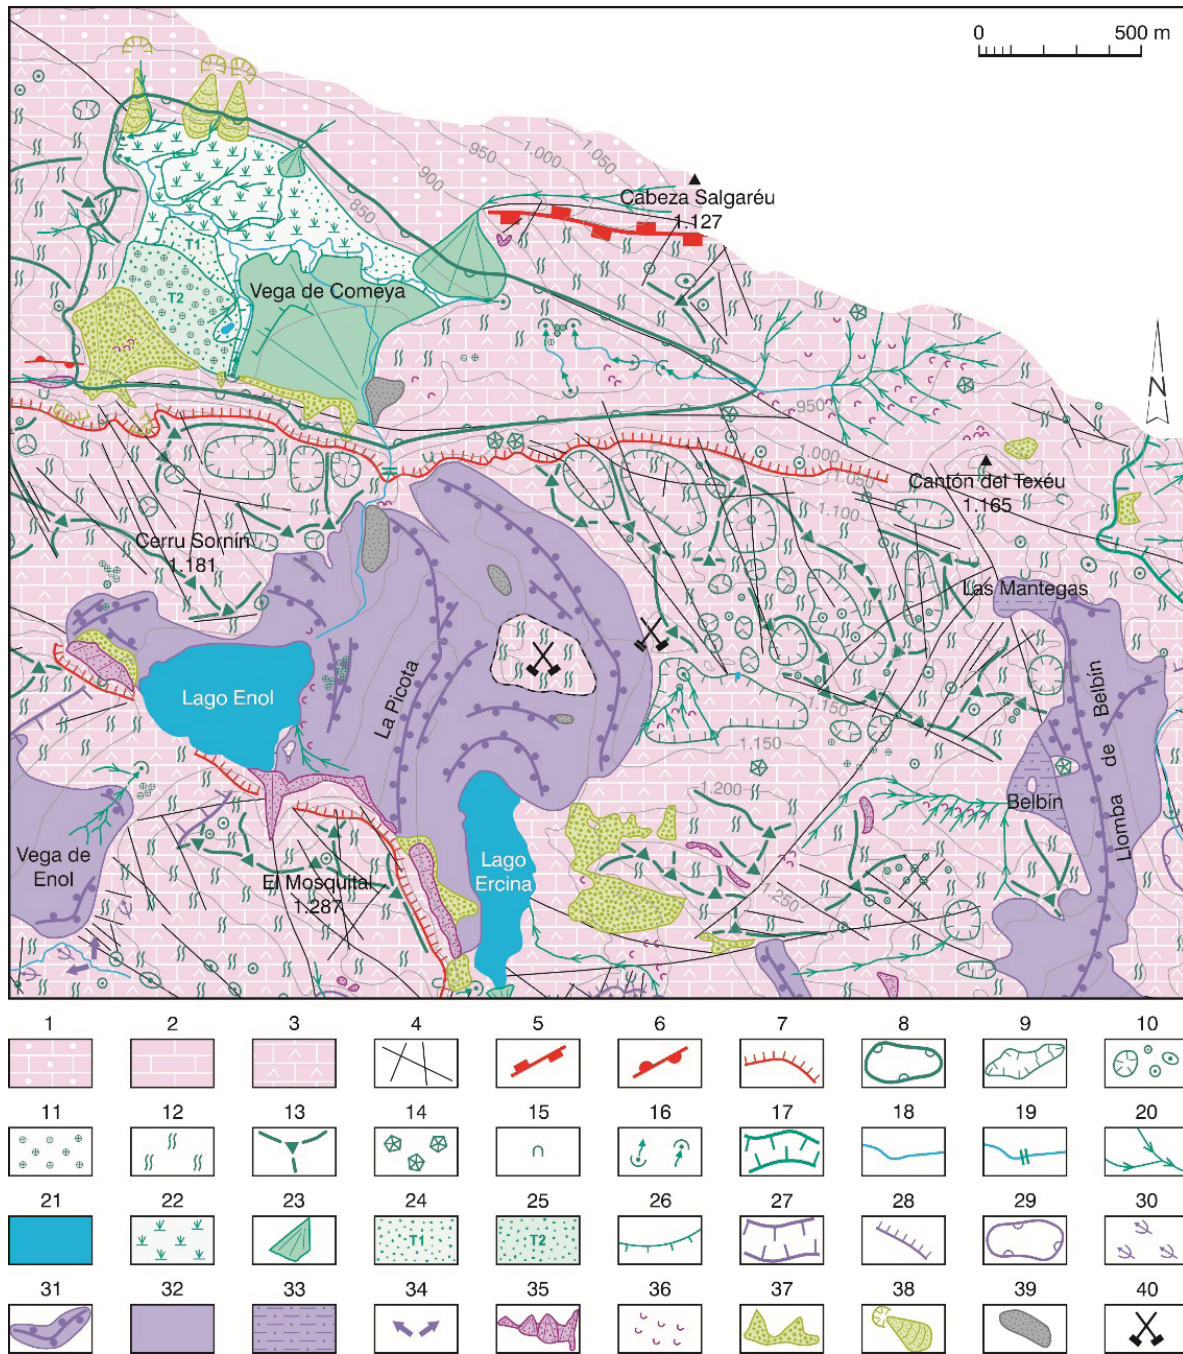 0 500 m
950
1.000
1.050
900
Cabeza Salgaréu
1.127
850
T1
T2
Vega de Comeya
N
950
1.000
1.050
Cantón del Texéu
1.165
1.100
Cerru Sornín
1.181
Las Mantegas
Lago Enol
La Picota
Llomba de Belbín
1.150
1.150
1.200
Belbín
Vega de
Enol
Lago
Ercina
El Mosquital
1.287
1.250
1 2 3 4 5 6 7 8 9 10
11 12 13 14 15 16 17 18 19 20
21 22 23 24 25 26 27 28 29 30
T1 T2
31 32 33 34 35 36 37 38 39 40